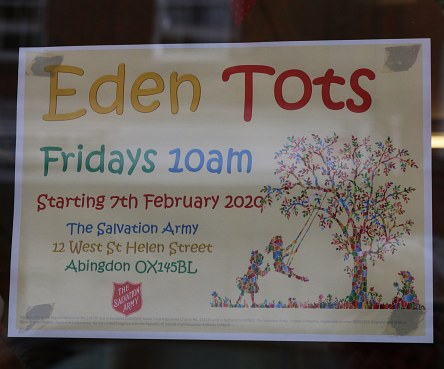 Eden Tots
Fridays 10am
Starting 7th February 2020
The Salvation Army
12 West St Helen Street
Abingdon OX145BL
THE
SALVATION
ARMY